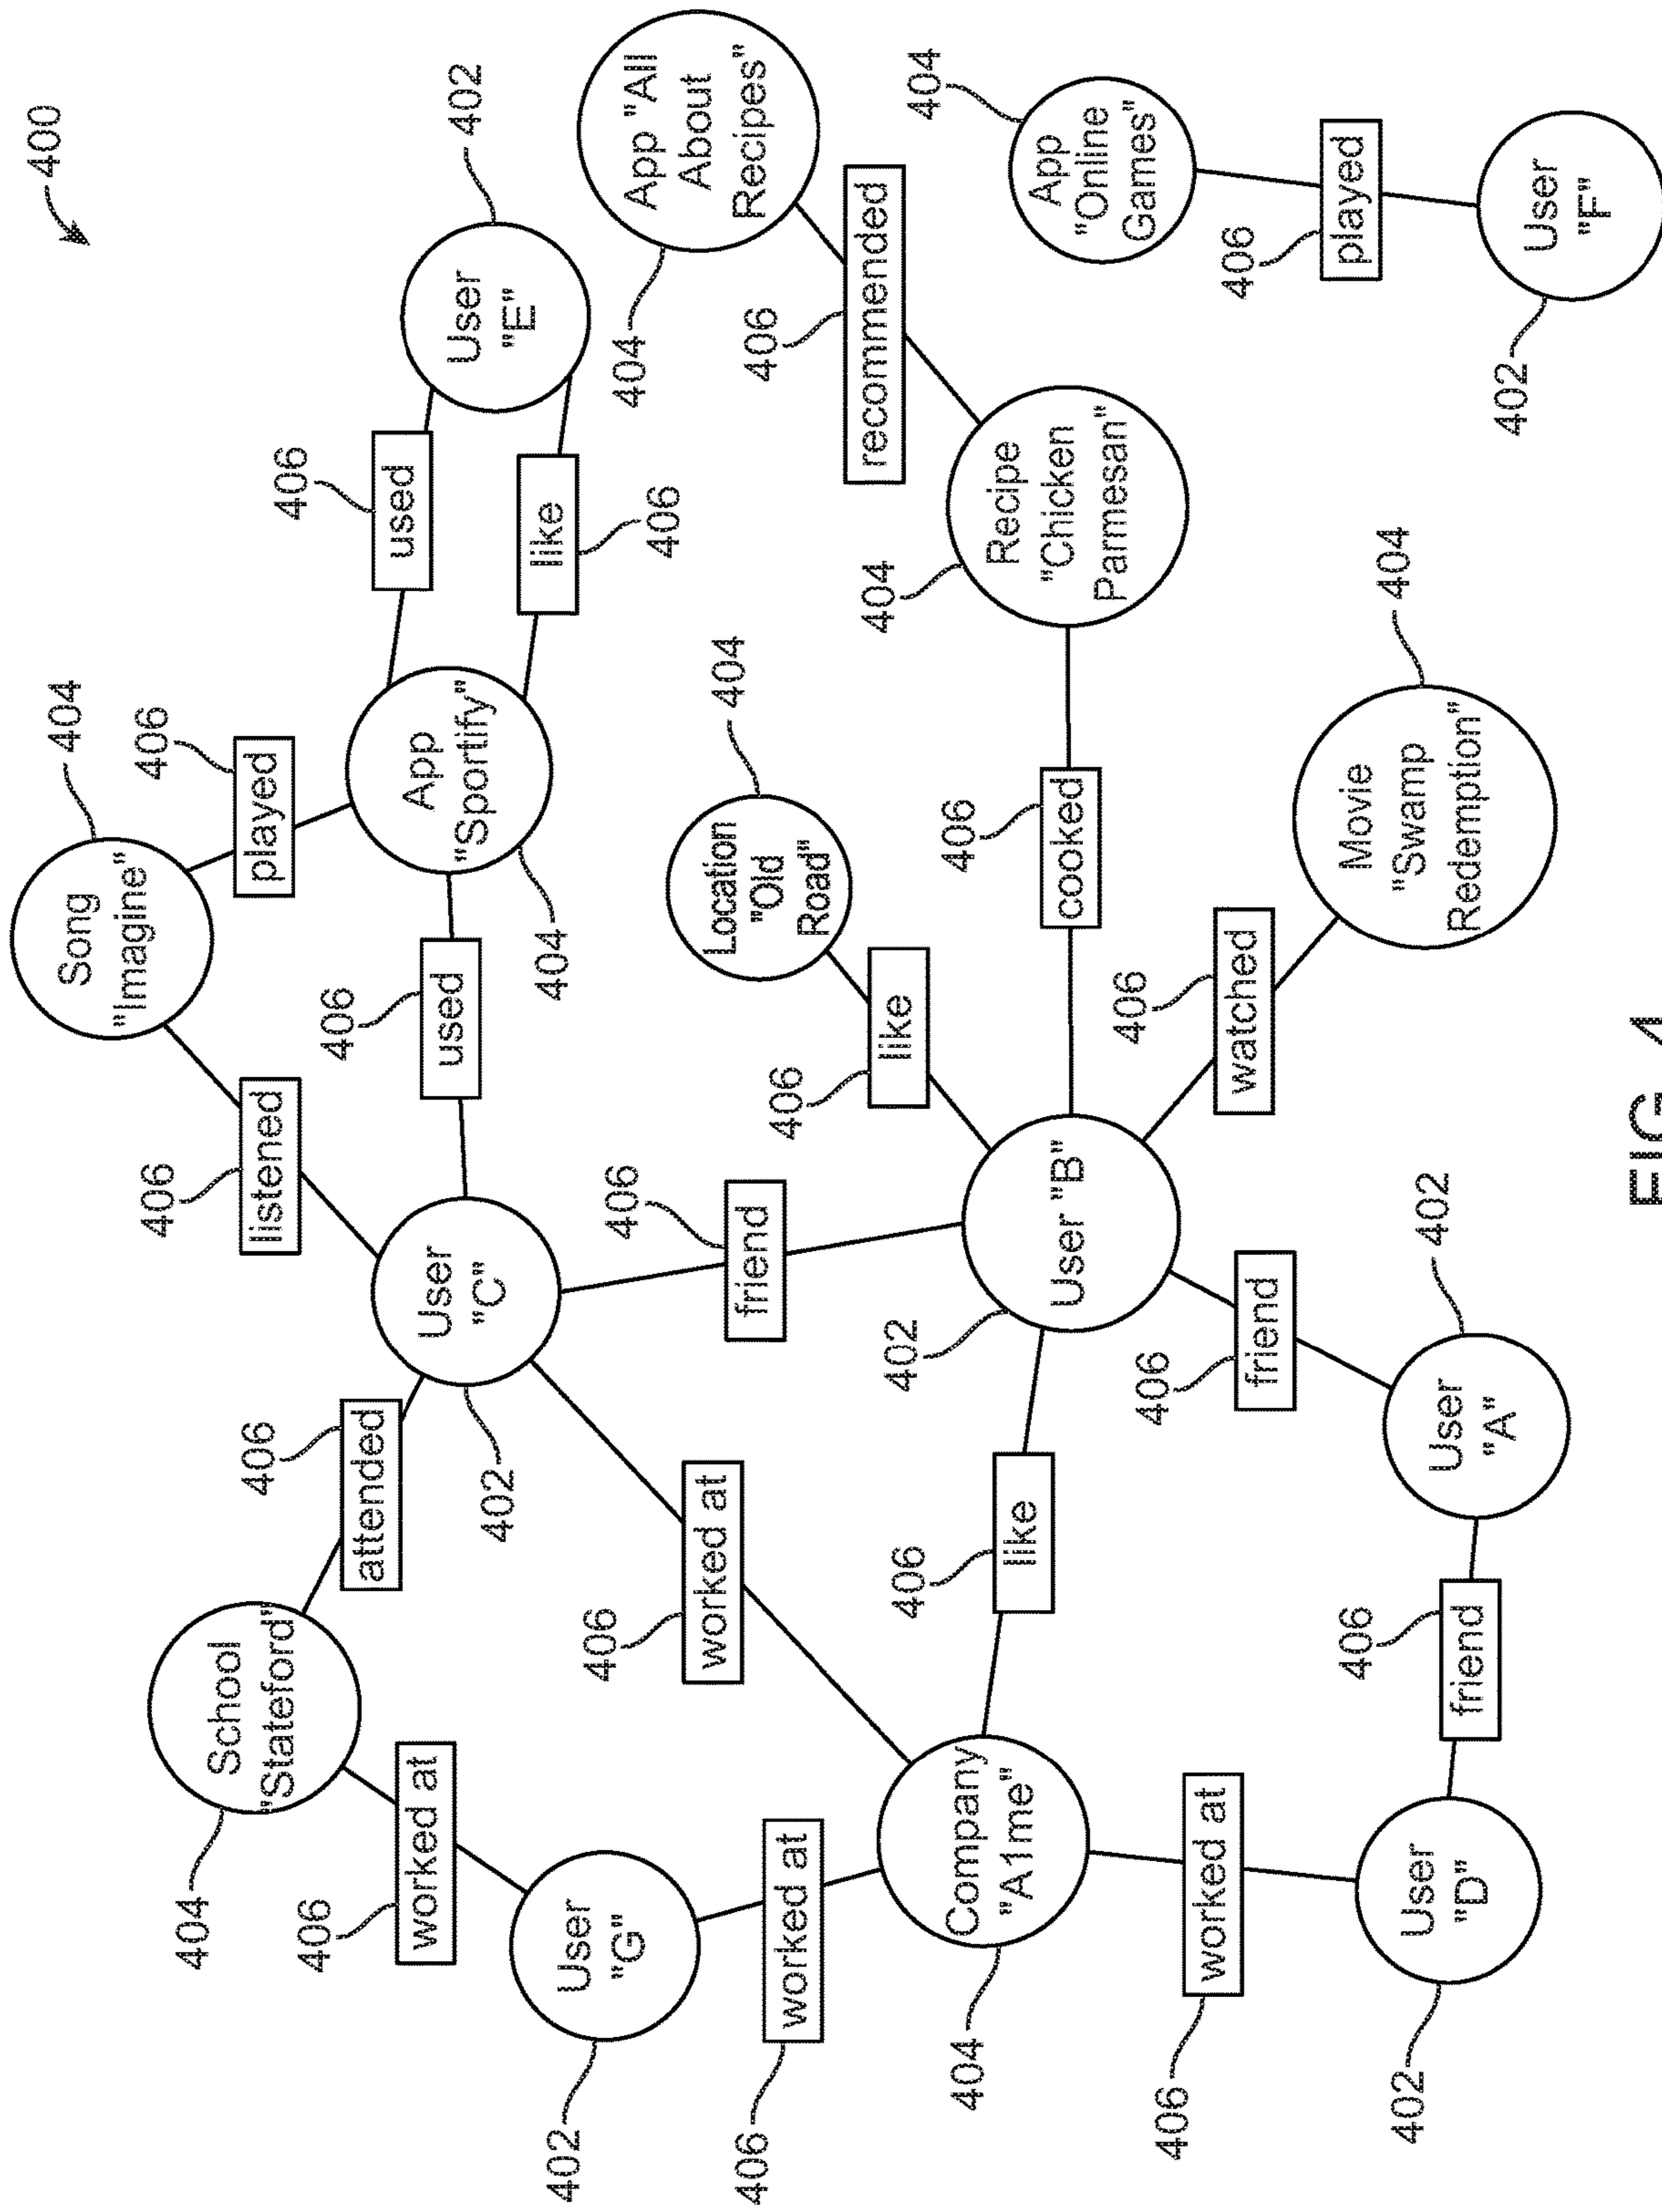 400
Song
"Imagine"
404
406
played
406
listened
404
School
"Stateford"
406
attended
406
worked at
406
used
406
used
App
"Sportify"
404
User
"C"
402
User
"E"
402
like
406
402
User
"G"
404
App "All
About
Recipes"
406
worked at
406
friend
Location
"Old
Road"
404
406
worked at
406
like
406
recommended
404
Company
"A1me"
406
like
402
User "B"
406
cooked
404
Recipe
"Chicken
Parmesan"
404
App
"Online
Games"
406
worked at
406
friend
406
watched
406
played
402
User
"D"
406
friend
User
"A"
402
Movie
"Swamp
Redemption"
404
402
User
"F"
FIG. 4